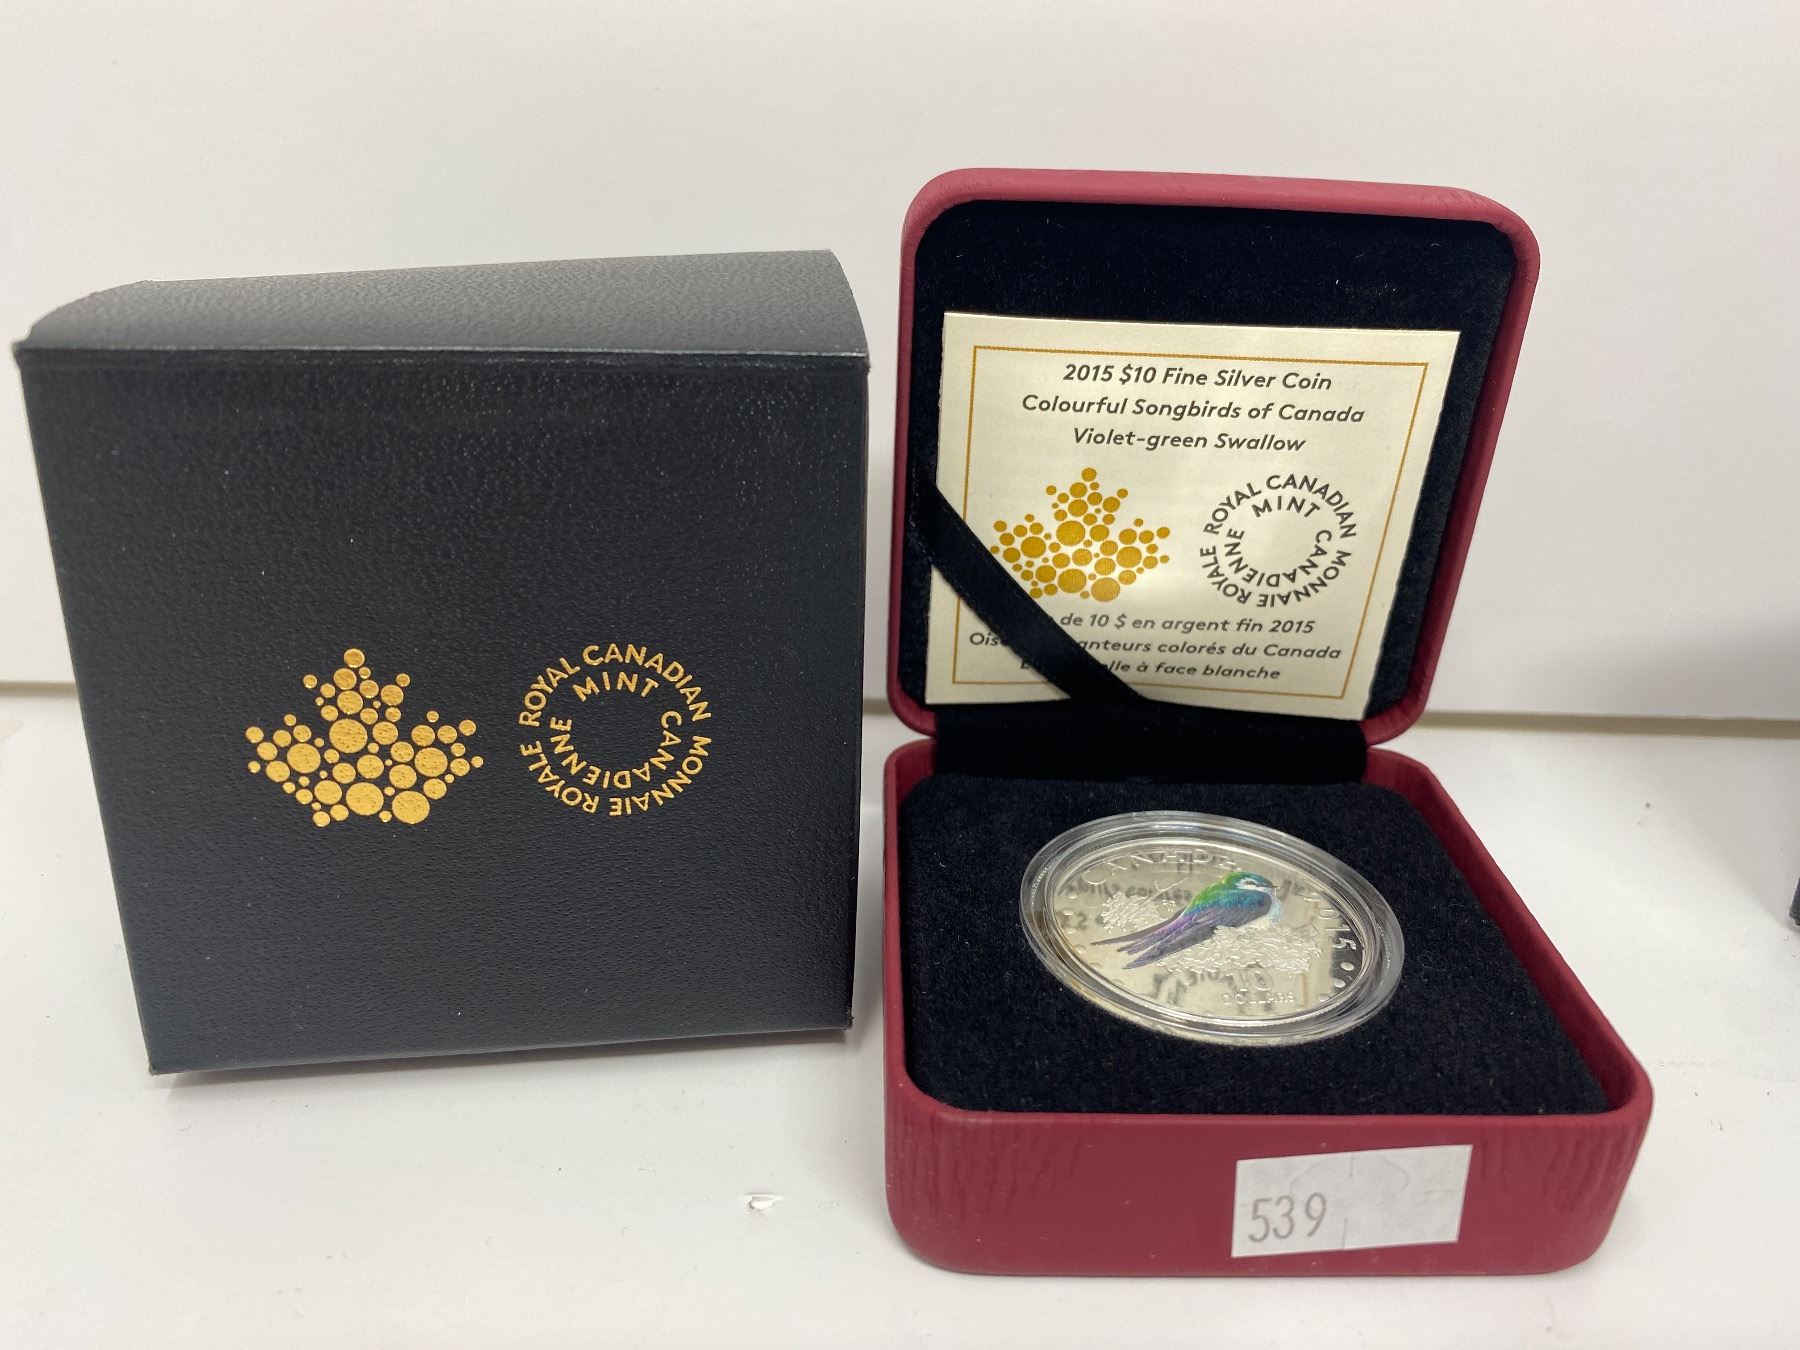 ROYAL CANADIAN MINT
MONNAIE ROYALE CANADIENNE
2015 $10 Fine Silver Coin
Colourful Songbirds of Canada
Violet-green Swallow
ROYAL CANADIAN MINT
MONNAIE ROYALE CANADIENNE
de 10 $ en argent fin 2015
colorés du Canada
à face blanche
CANADA
2015
10
DOLLARS
539